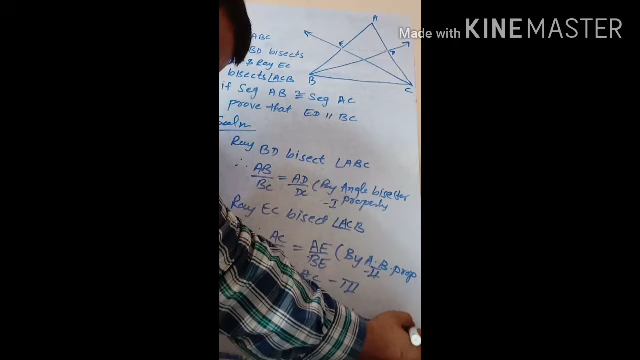 Made with KINEMASTER
A
E
D
B
C
ABC
BD bisects
& Ray EC
bisects ∠ACB
if seg AB ≅ seg AC
prove that ED || BC
Soln
Ray BD bisect ∠ABC
∴ AB/BC = AD/DC (By Angle bisector
-I property
Ray EC bisect ∠ACB
AC = AE/BE (By A.B. prop
-II
AC - III